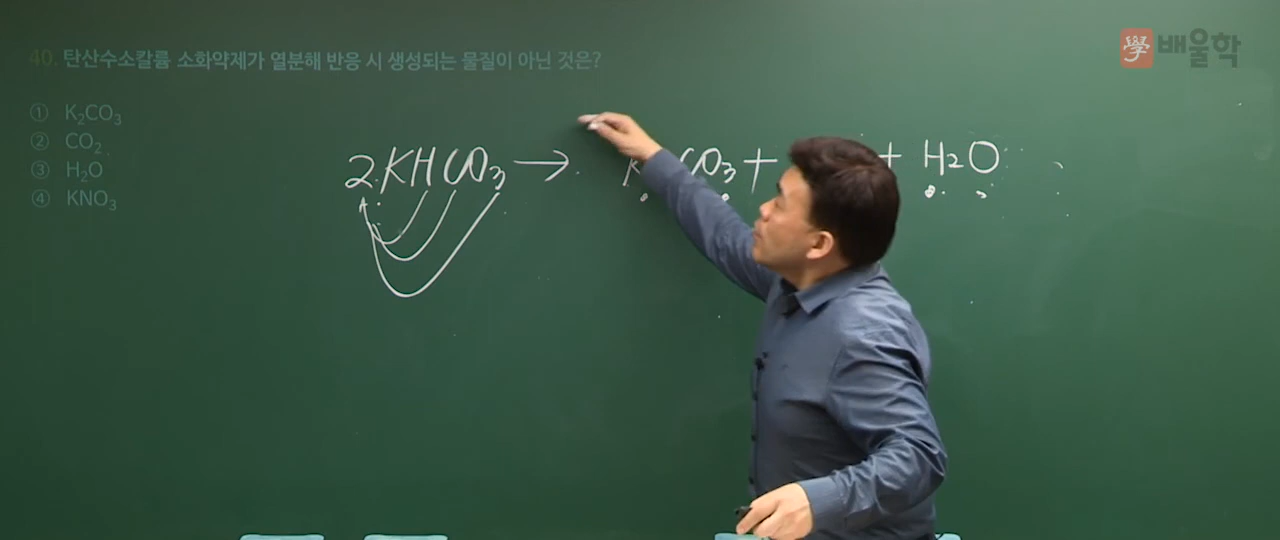 學 배울학
40. 탄산수소칼륨 소화약제가 열분해 반응 시 생성되는 물질이 아닌 것은?
① K₂CO₃
② CO₂
③ H₂O
④ KNO₃
2KHCO₃ → K CO₃ + + H₂O